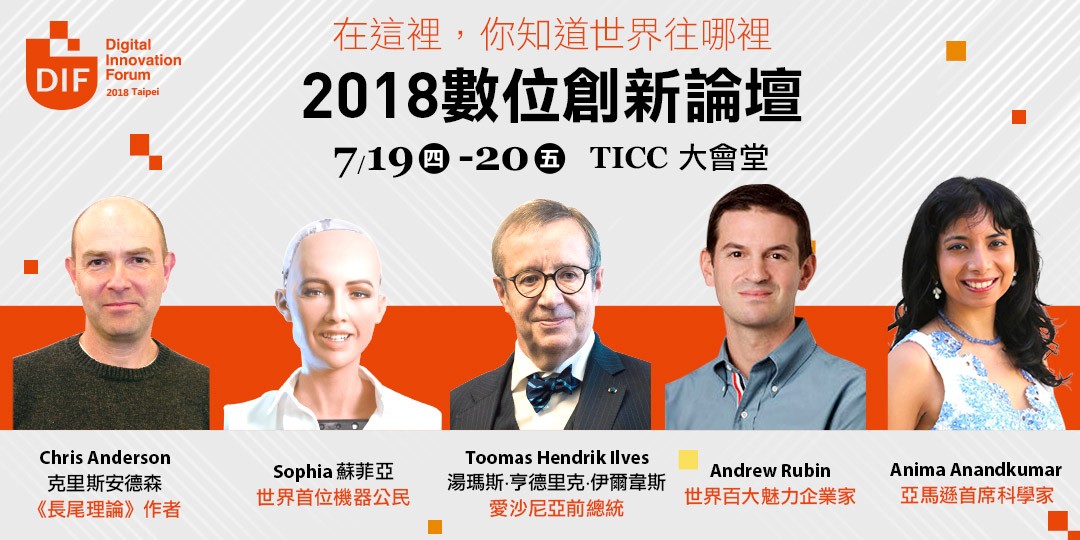 DIF
Digital
Innovation
Forum
2018 Taipei
在這裡，你知道世界往哪裡
2018數位創新論壇
7/19四-20五 TICC 大會堂
Chris Anderson
克里斯安德森
《長尾理論》作者
Sophia 蘇菲亞
世界首位機器公民
Toomas Hendrik Ilves
湯瑪斯·亨德里克·伊爾韋斯
愛沙尼亞前總統
Andrew Rubin
世界百大魅力企業家
Anima Anandkumar
亞馬遜首席科學家